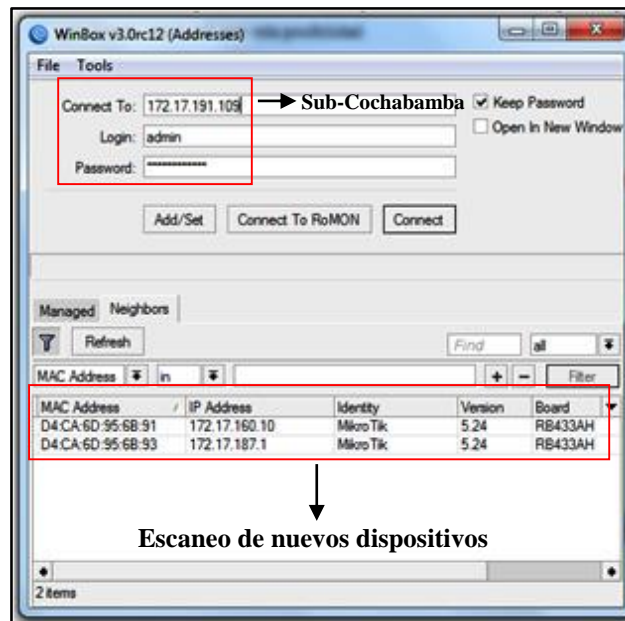 WinBox v3.0rc12 (Addresses)
File Tools
Connect To: 172.17.191.109 Sub-Cochabamba Keep Password
Login: admin Open In New Window
Password: *************
Add/Set Connect To RoMON Connect
Managed Neighbors
Refresh Find all
MAC Address in + - Filter
MAC Address / IP Address Identity Version Board
D4:CA:6D:95:6B:91 172.17.160.10 MikroTik 5.24 RB433AH
D4:CA:6D:95:6B:93 172.17.187.1 MikroTik 5.24 RB433AH
Escaneo de nuevos dispositivos
2 items